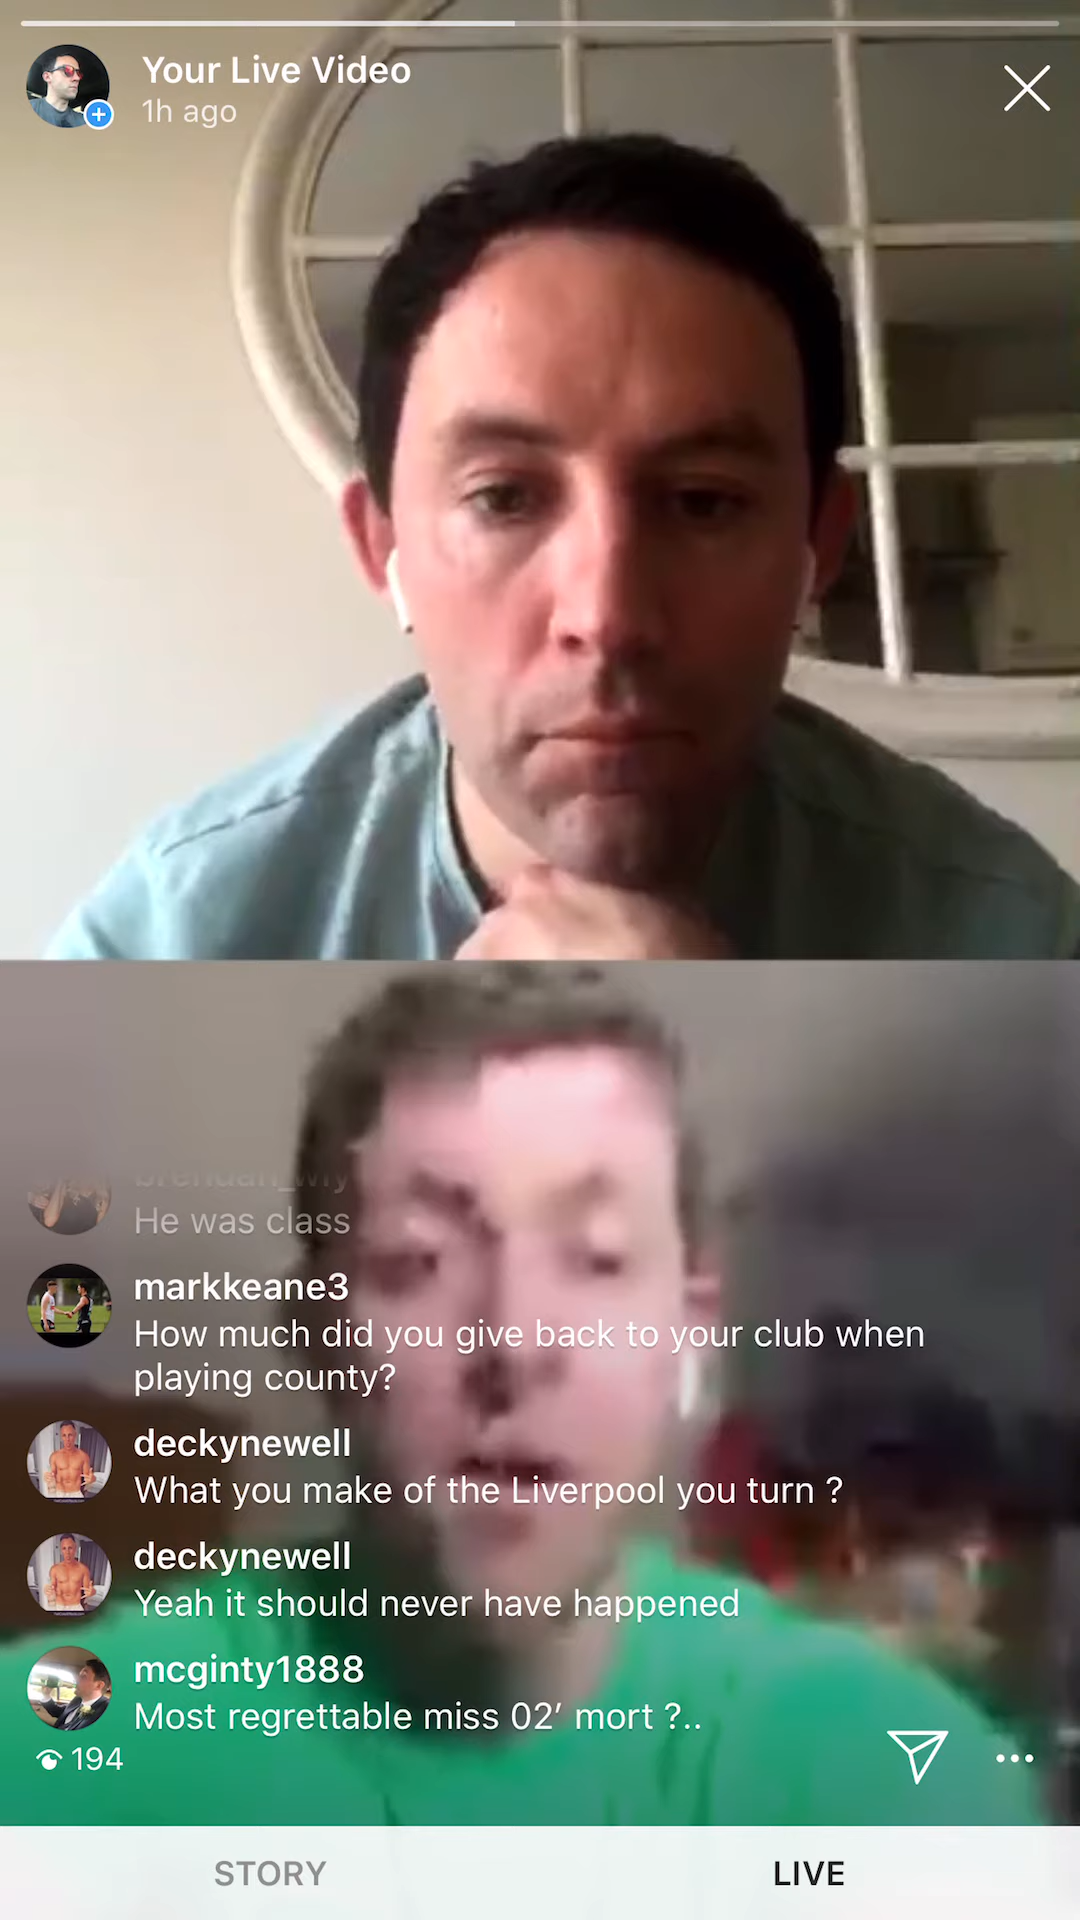 Your Live Video
1h ago
He was class
markkeane3
How much did you give back to your club when
playing county?
deckynewell
What you make of the Liverpool you turn ?
deckynewell
Yeah it should never have happened
mcginty1888
Most regrettable miss 02’ mort ?..
194
STORY
LIVE